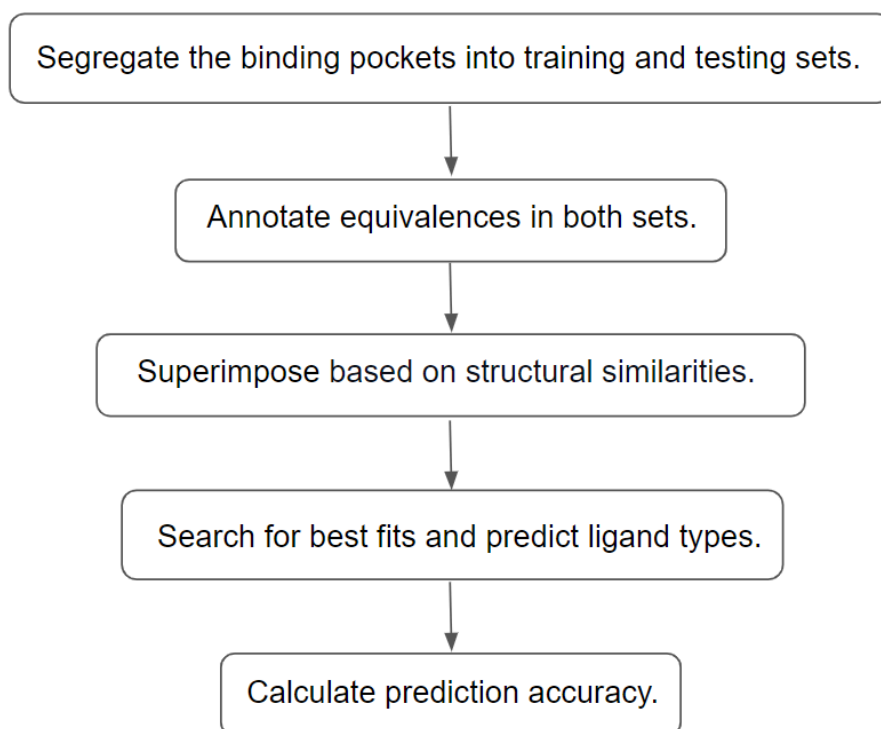 Segregate the binding pockets into training and testing sets.
Annotate equivalences in both sets.
Superimpose based on structural similarities.
Search for best fits and predict ligand types.
Calculate prediction accuracy.